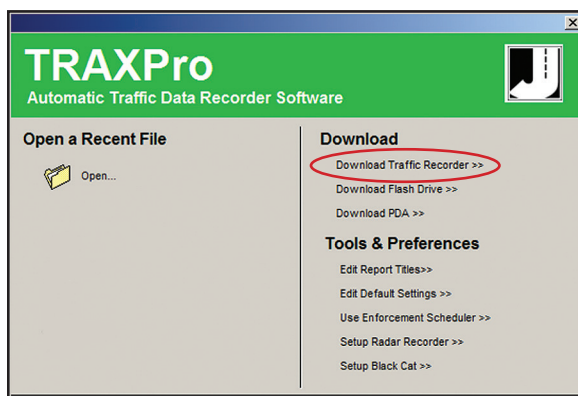 TRAXPro
Automatic Traffic Data Recorder Software
Open a Recent File
Open...
Download
Download Traffic Recorder >>
Download Flash Drive >>
Download PDA >>
Tools & Preferences
Edit Report Titles>>
Edit Default Settings >>
Use Enforcement Scheduler >>
Setup Radar Recorder >>
Setup Black Cat >>